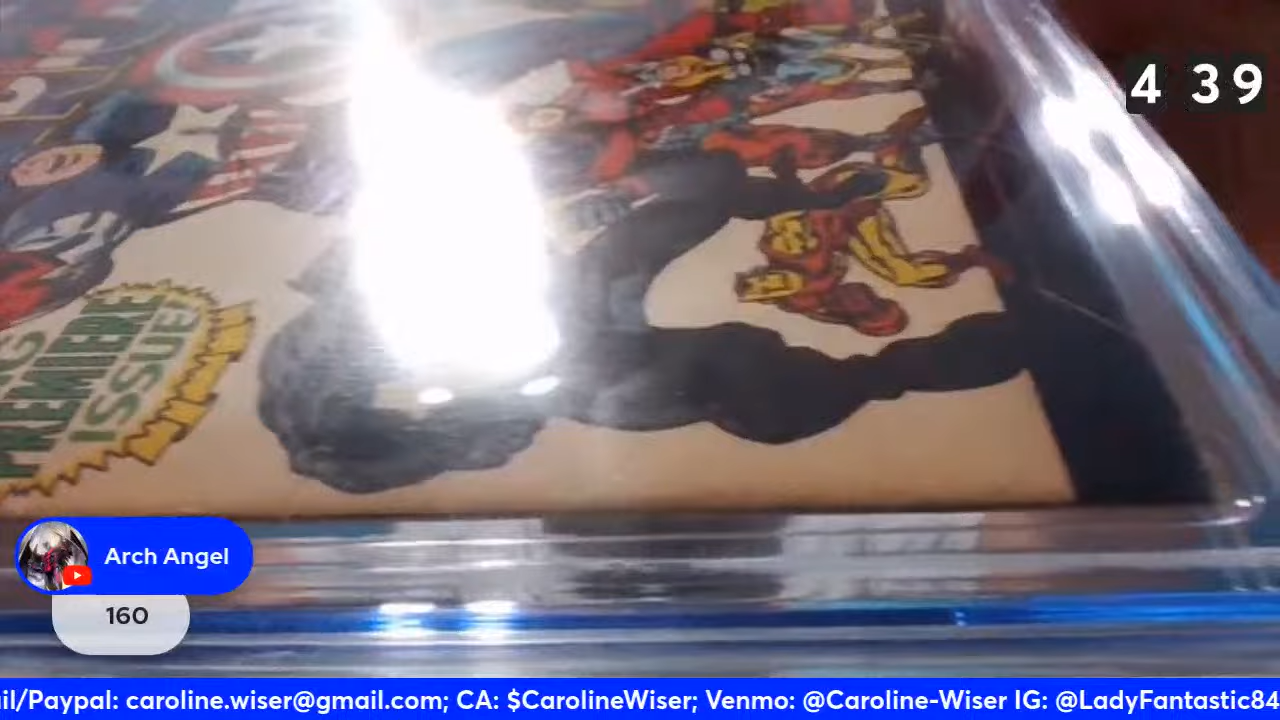 4 39
G
PREMIERE
ISSUE
Arch Angel
160
il/Paypal: caroline.wiser@gmail.com; CA: $CarolineWiser; Venmo: @Caroline-Wiser IG: @LadyFantastic84